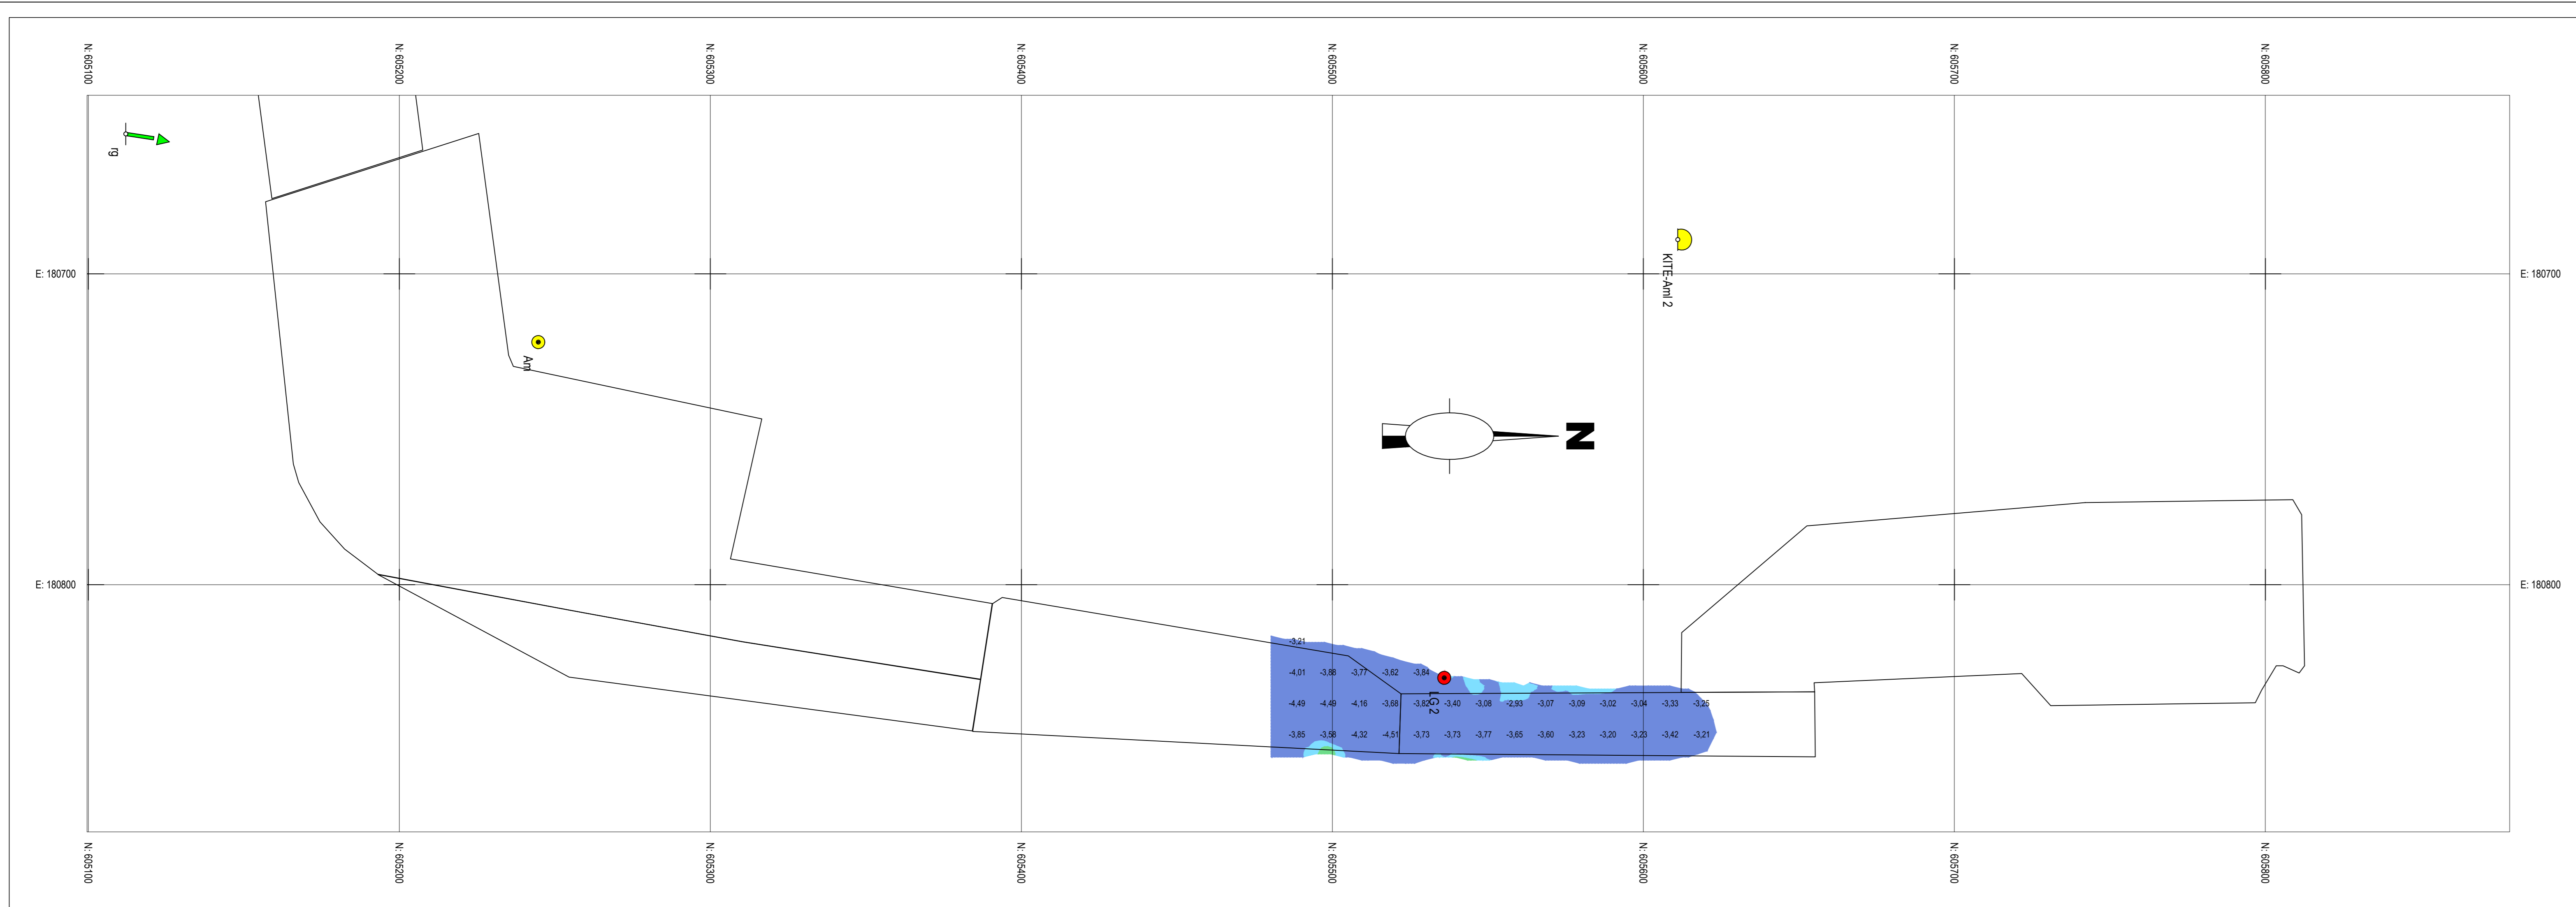 N: 605100
N: 605200
N: 605300
N: 605400
N: 605500
N: 605600
N: 605700
N: 605800
rg
KITE-Aml 2
E: 180700
E: 180700
Am
N
E: 180800
E: 180800
-3,21
-4,01 -3,88 -3,77 -3,62 -3,84
LG 2
-4,49 -4,49 -4,16 -3,68 -3,82 -3,40 -3,08 -2,93 -3,07 -3,09 -3,02 -3,04 -3,33 -3,25
-3,85 -3,58 -4,32 -4,51 -3,73 -3,73 -3,77 -3,65 -3,60 -3,23 -3,20 -3,23 -3,42 -3,21
N: 605100
N: 605200
N: 605300
N: 605400
N: 605500
N: 605600
N: 605700
N: 605800